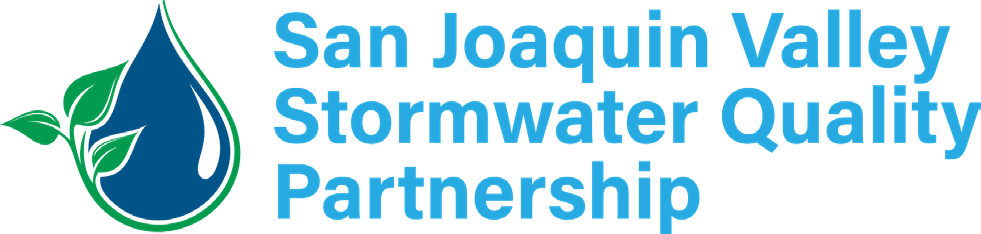 San Joaquin Valley
Stormwater Quality
Partnership